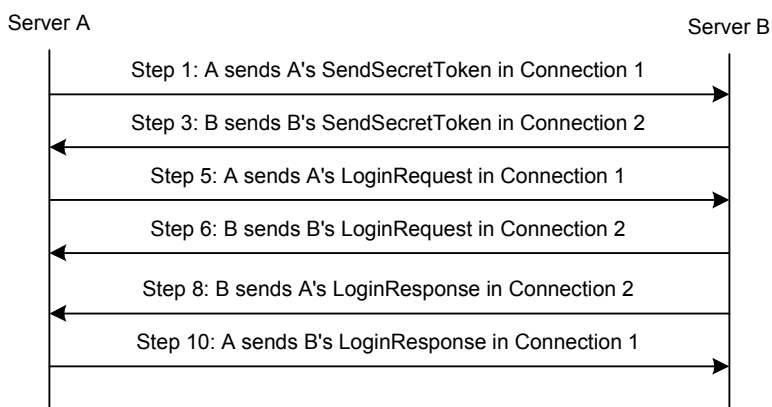 Server A
Server B
Step 1: A sends A's SendSecretToken in Connection 1
Step 3: B sends B's SendSecretToken in Connection 2
Step 5: A sends A's LoginRequest in Connection 1
Step 6: B sends B's LoginRequest in Connection 2
Step 8: B sends A's LoginResponse in Connection 2
Step 10: A sends B's LoginResponse in Connection 1